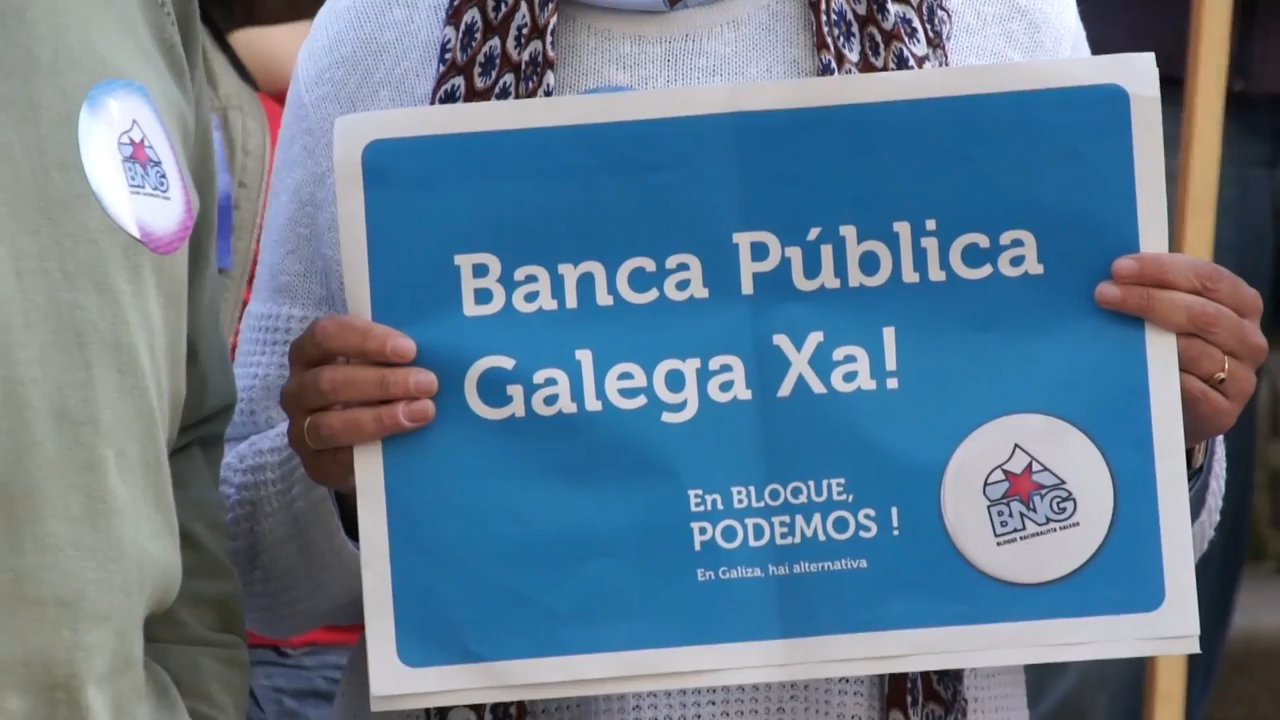 BNG
Banca Pública
Galega Xa!
En BLOQUE,
PODEMOS !
En Galiza, hai alternativa
BNG
BLOQUE NACIONALISTA GALEGO